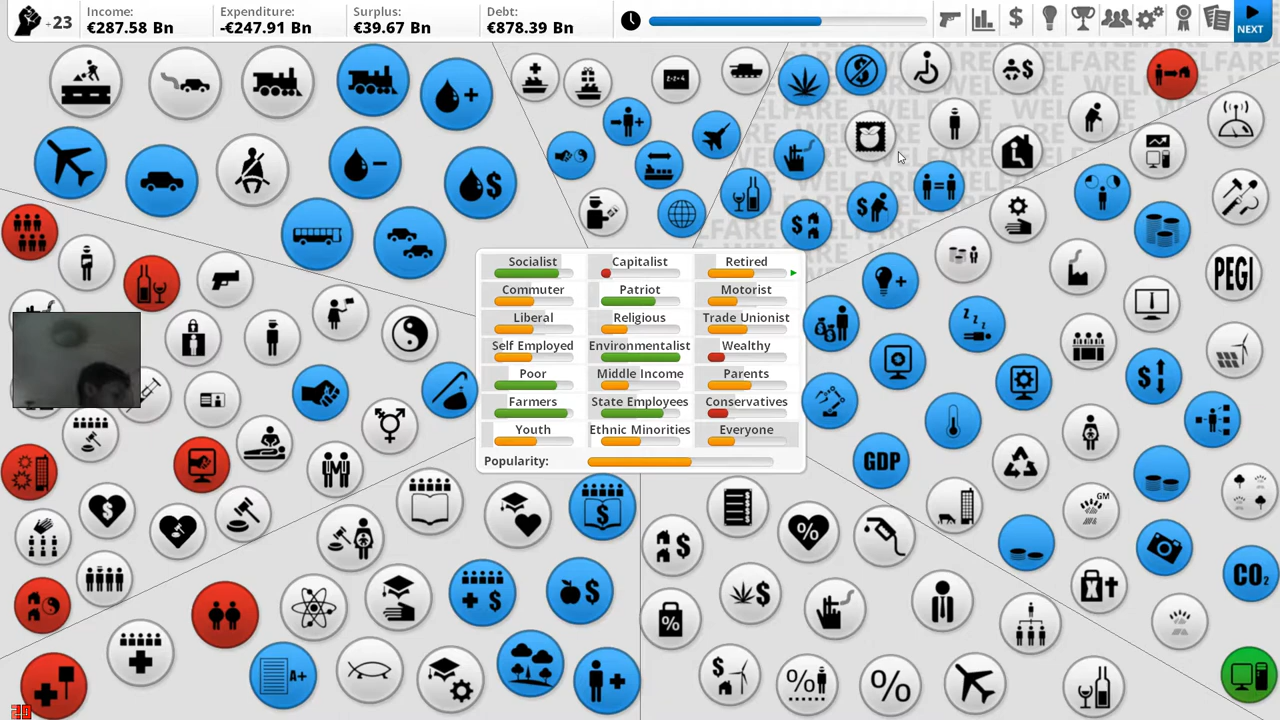 +23
Income:
€287.58 Bn
Expenditure:
-€247.91 Bn
Surplus:
€39.67 Bn
Debt:
€878.39 Bn
NEXT
WELFARE
Socialist Capitalist Retired
Commuter Patriot Motorist
Liberal Religious Trade Unionist
Self Employed Environmentalist Wealthy
Poor Middle Income Parents
Farmers State Employees Conservatives
Youth Ethnic Minorities Everyone
Popularity:
PEGI
GDP
GM
CO2
A+
20